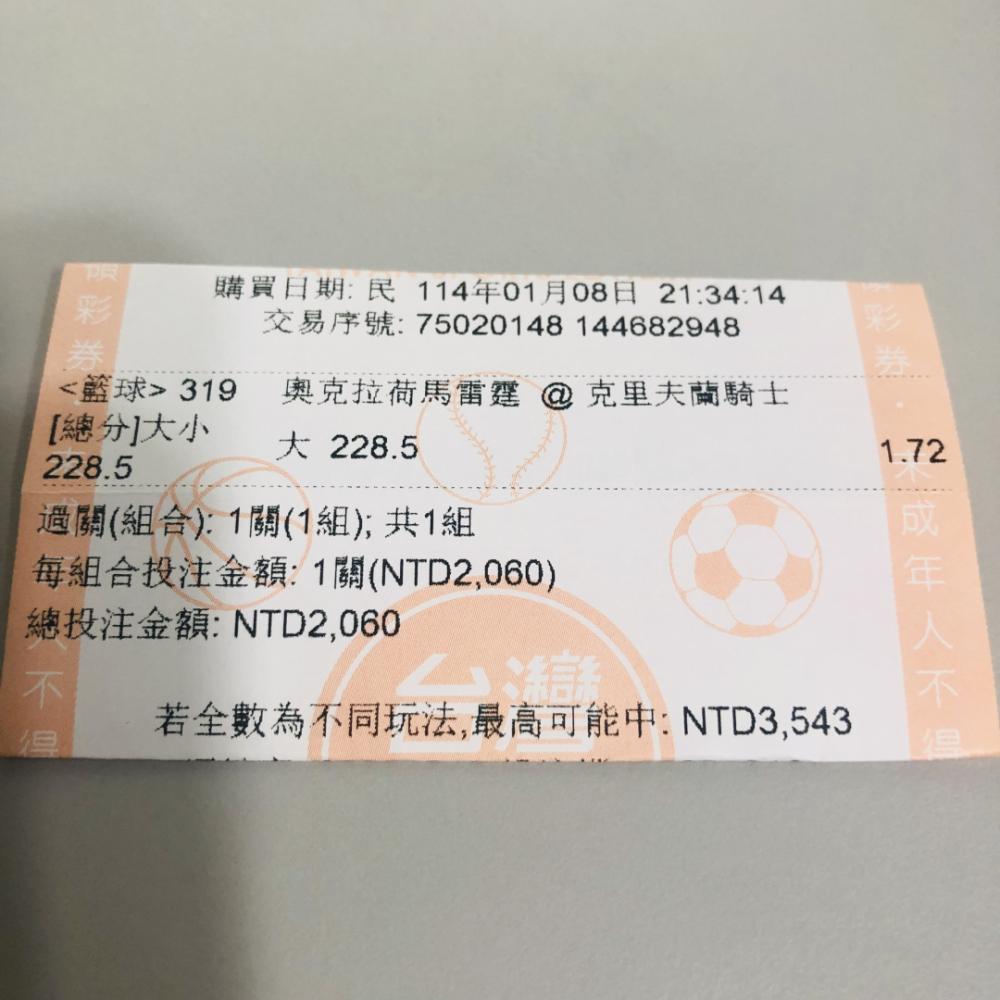 購買日期: 民 114年01月08日 21:34:14
交易序號: 75020148 144682948
<籃球> 319 奧克拉荷馬雷霆 @ 克里夫蘭騎士
[總分]大小 228.5 大 228.5 1.72
過關(組合): 1關(1組); 共1組
每組合投注金額: 1關(NTD2,060)
總投注金額: NTD2,060
台灣
若全數為不同玩法,最高可能中: NTD3,543
彩券
人不得
彩券・未成年人不得